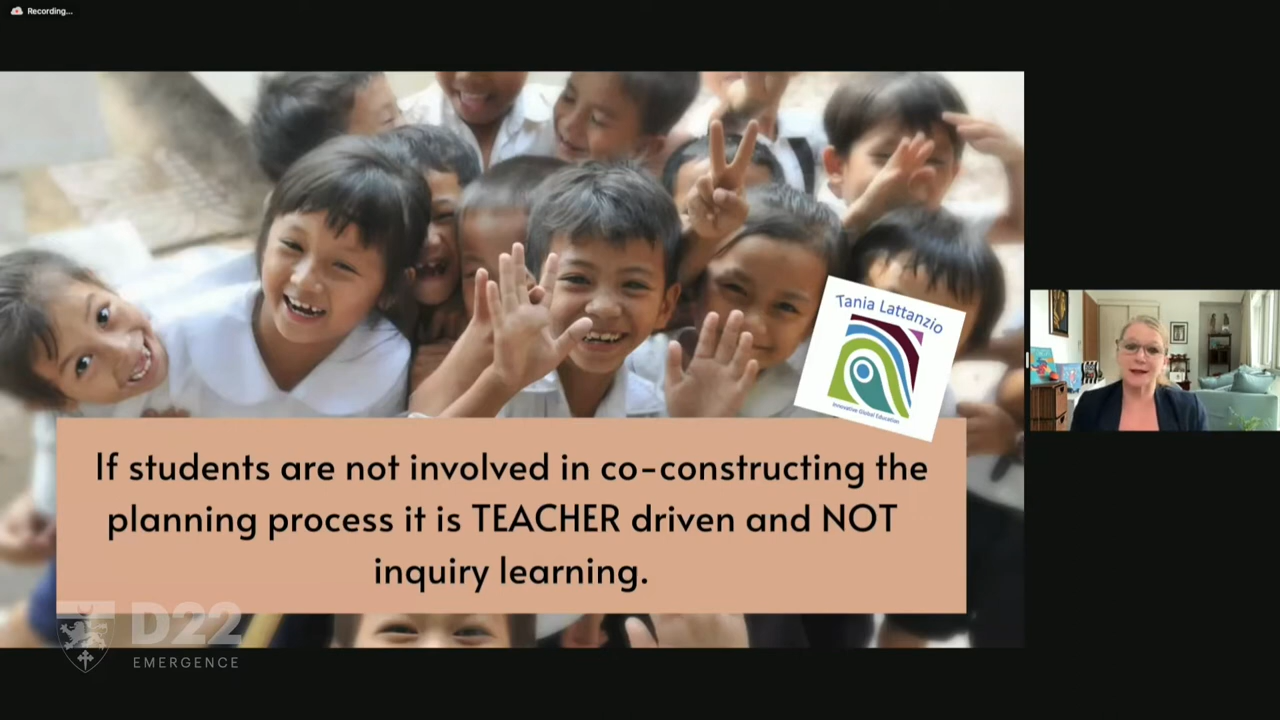 Recording...
Tania Lattanzio
Innovative Global Education
If students are not involved in co-constructing the
planning process it is TEACHER driven and NOT
inquiry learning.
D22
EMERGENCE